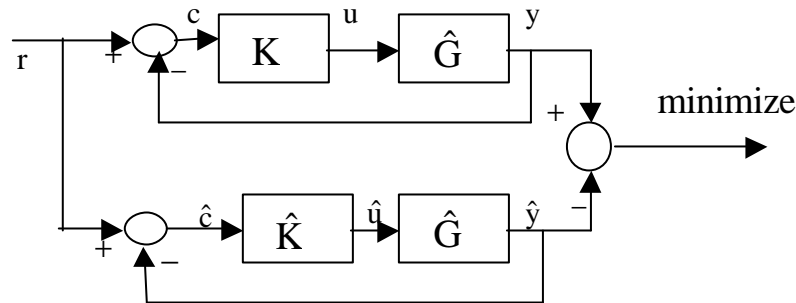 c u y
r + K Ĝ
−
+ minimize
ĉ û ŷ −
+ K̂ Ĝ
−